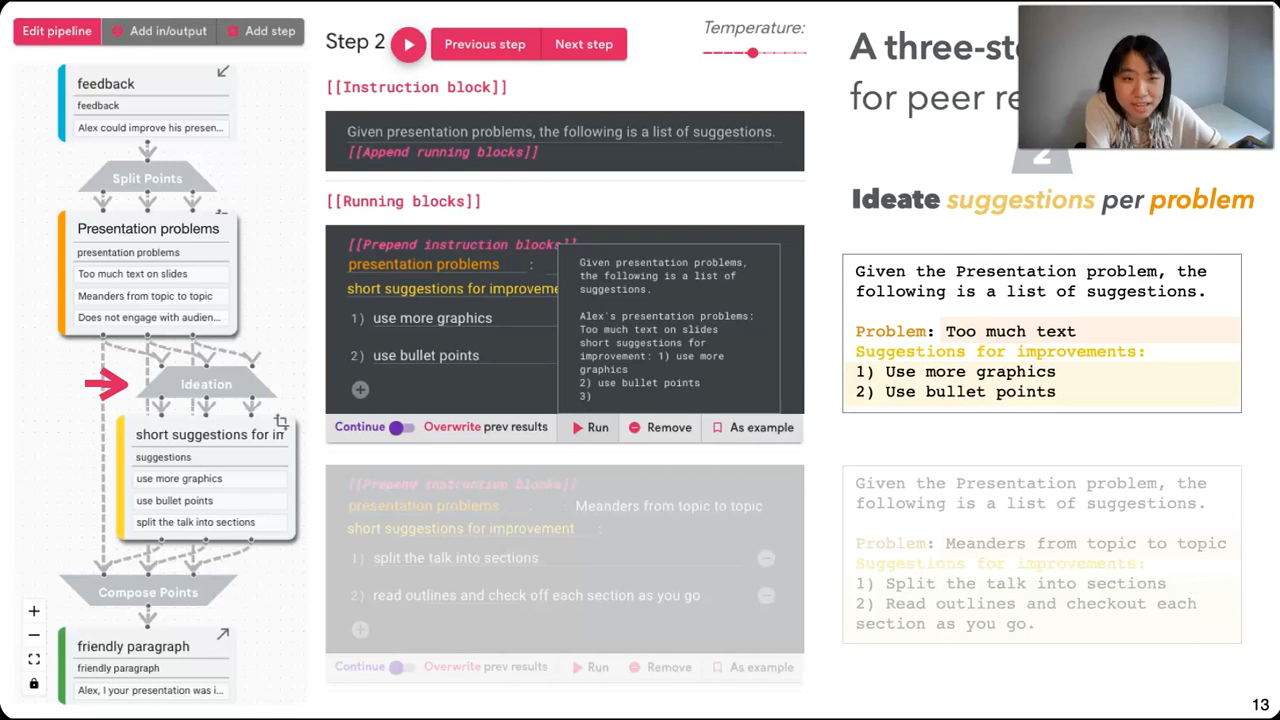 Edit pipeline
Add in/output
Add step
feedback
feedback
Alex could improve his presen...
Split Points
Presentation problems
presentation problems
Too much text on slides
Meanders from topic to topic
Does not engage with audien...
Ideation
short suggestions for in
suggestions
use more graphics
use bullet points
split the talk into sections
Compose Points
friendly paragraph
friendly paragraph
Alex, I your presentation was i...
Step 2
Previous step
Next step
Temperature:
[[Instruction block]]
Given presentation problems, the following is a list of suggestions.
[[Append running blocks]]
[[Running blocks]]
[[Prepend instruction blocks]]
presentation problems :
short suggestions for improveme
1) use more graphics
2) use bullet points
Given presentation problems,
the following is a list of
suggestions.
Alex's presentation problems:
Too much text on slides
short suggestions for
improvement: 1) use more
graphics
2) use bullet points
3)
Continue Overwrite prev results Run Remove As example
[[Prepend instruction blocks]]
presentation problems : Meanders from topic to topic
short suggestions for improvement :
1) split the talk into sections
2) read outlines and check off each section as you go
Continue Overwrite prev results Run Remove As example
A three-st
for peer re
2
Ideate suggestions per problem
Given the Presentation problem, the
following is a list of suggestions.
Problem: Too much text
Suggestions for improvements:
1) Use more graphics
2) Use bullet points
Given the Presentation problem, the
following is a list of suggestions.
Problem: Meanders from topic to topic
Suggestions for improvements:
1) Split the talk into sections
2) Read outlines and checkout each
section as you go.
13